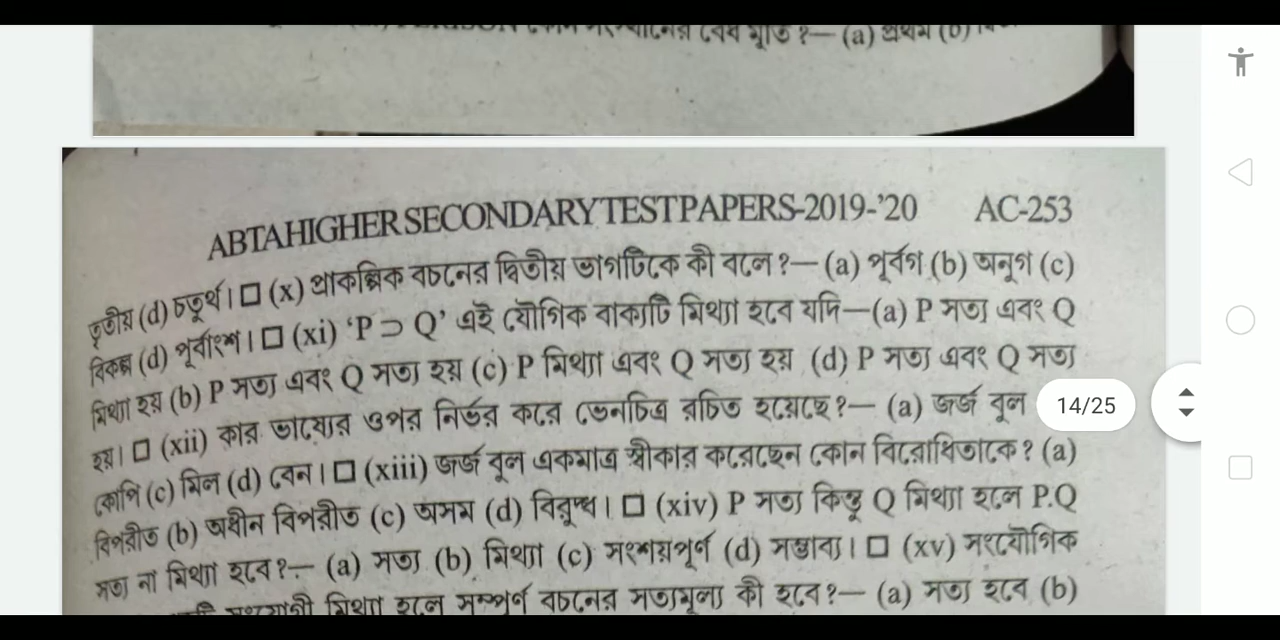 কোন সংস্থানের বৈধ মূর্তি ?— (a) প্রথম (b)
ABTA HIGHER SECONDARY TEST PAPERS-2019-'20 AC-253
তৃতীয় (d) চতুর্থ। □ (x) প্রাকল্পিক বচনের দ্বিতীয় ভাগটিকে কী বলে ?— (a) পূর্বগ (b) অনুগ (c)
বিকল্প (d) পূর্বাংশ। □ (xi) ‘P ⊃ Q’ এই যৌগিক বাক্যটি মিথ্যা হবে যদি—(a) P সত্য এবং Q
মিথ্যা হয় (b) P সত্য এবং Q সত্য হয় (c) P মিথ্যা এবং Q সত্য হয় (d) P সত্য এবং Q সত্য
হয়। □ (xii) কার ভাষ্যের ওপর নির্ভর করে ভেনচিত্র রচিত হয়েছে ?— (a) জর্জ বুল
কোপি (c) মিল (d) বেন। □ (xiii) জর্জ বুল একমাত্র স্বীকার করেছেন কোন বিরোধিতাকে ? (a)
বিপরীত (b) অধীন বিপরীত (c) অসম (d) বিরুদ্ধ। □ (xiv) P সত্য কিন্তু Q মিথ্যা হলে P.Q
সত্য না মিথ্যা হবে ?— (a) সত্য (b) মিথ্যা (c) সংশয়পূর্ণ (d) সম্ভাব্য। □ (xv) সংযৌগিক
সংযোগী মিথ্যা হলে সম্পূর্ণ বচনের সত্যমূল্য কী হবে ?— (a) সত্য হবে (b)
14/25